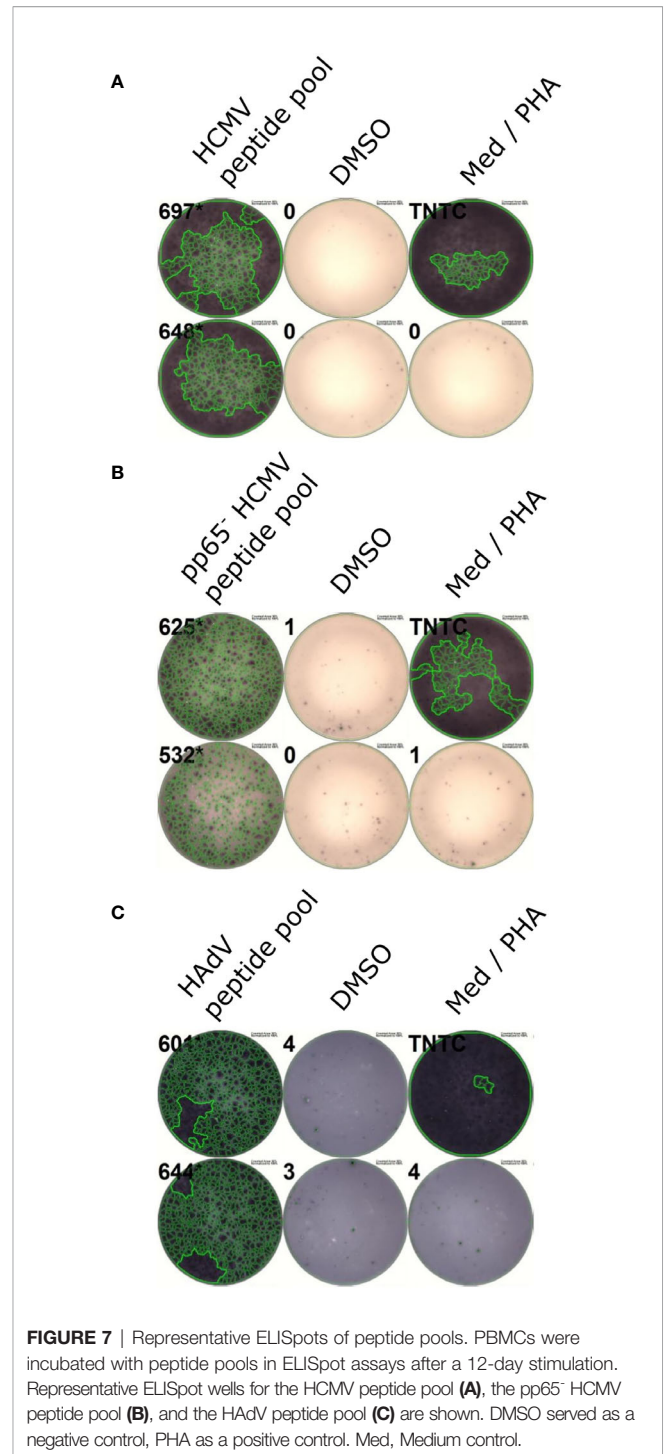 A
HCMV
peptide pool
DMSO
Med / PHA
697*
0
TNTC
648*
0
0
B
pp65⁻ HCMV
peptide pool
DMSO
Med / PHA
625*
1
TNTC
532*
0
1
C
HAdV
peptide pool
DMSO
Med / PHA
601*
4
TNTC
644*
3
4
FIGURE 7 | Representative ELISpots of peptide pools. PBMCs were
incubated with peptide pools in ELISpot assays after a 12-day stimulation.
Representative ELISpot wells for the HCMV peptide pool (A), the pp65⁻ HCMV
peptide pool (B), and the HAdV peptide pool (C) are shown. DMSO served as a
negative control, PHA as a positive control. Med, Medium control.